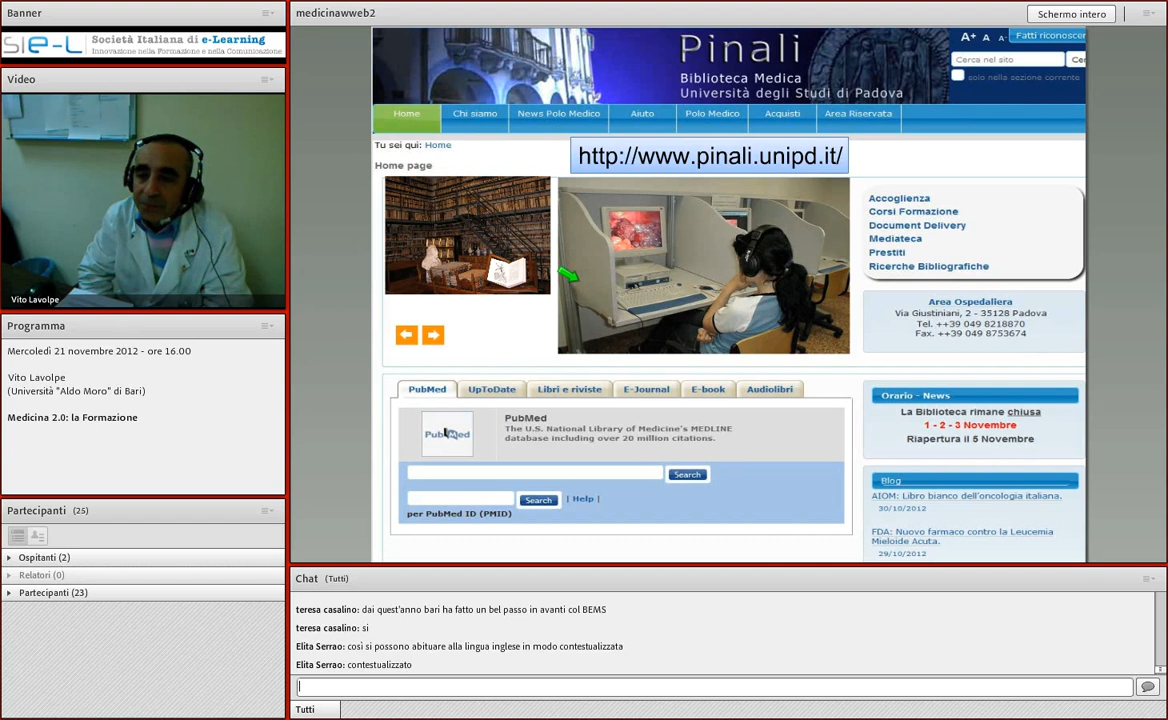 Banner
SIe-L Società Italiana di e-Learning
Innovazione nella Formazione e nella Comunicazione
Video
Vito Lavolpe
Programma
Mercoledì 21 novembre 2012 - ore 16.00
Vito Lavolpe
(Università "Aldo Moro" di Bari)
Medicina 2.0: la Formazione
Partecipanti (25)
Ospitanti (2)
Relatori (0)
Partecipanti (23)
medicinawweb2
Schermo intero
Pinali
Biblioteca Medica
Università degli Studi di Padova
A+ A A-
Fatti riconoscer
Cerca nel sito
Cer
solo nella sezione corrente
Home
Chi siamo
News Polo Medico
Aiuto
Polo Medico
Acquisti
Area Riservata
Tu sei qui: Home
http://www.pinali.unipd.it/
Home page
Accoglienza
Corsi Formazione
Document Delivery
Mediateca
Prestiti
Ricerche Bibliografiche
Area Ospedaliera
Via Giustiniani, 2 - 35128 Padova
Tel. ++39 049 8218870
Fax. ++39 049 8753674
PubMed
UpToDate
Libri e riviste
E-Journal
E-book
Audiolibri
PubMed
PubMed
The U.S. National Library of Medicine's MEDLINE
database including over 20 million citations.
Search
Search
| Help |
per PubMed ID (PMID)
Orario - News
La Biblioteca rimane chiusa
1 - 2 - 3 Novembre
Riapertura il 5 Novembre
Blog
AIOM: Libro bianco dell'oncologia italiana.
30/10/2012
FDA: Nuovo farmaco contro la Leucemia
Mieloide Acuta.
29/10/2012
Chat (Tutti)
teresa casalino: dai quest'anno bari ha fatto un bel passo in avanti col BEMS
teresa casalino: si
Elita Serrao: così si possono abituare alla lingua inglese in modo contestualizzata
Elita Serrao: contestualizzato
Tutti